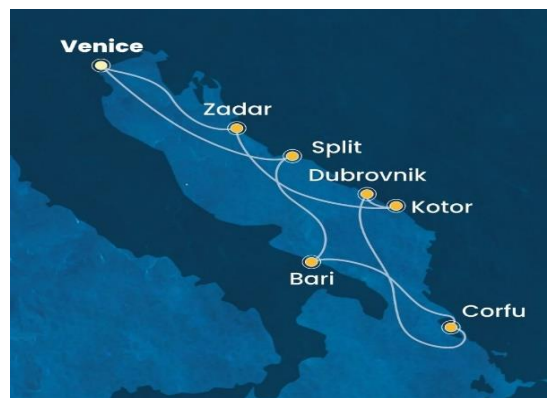 Venice
Zadar
Split
Dubrovnik
Kotor
Bari
Corfu